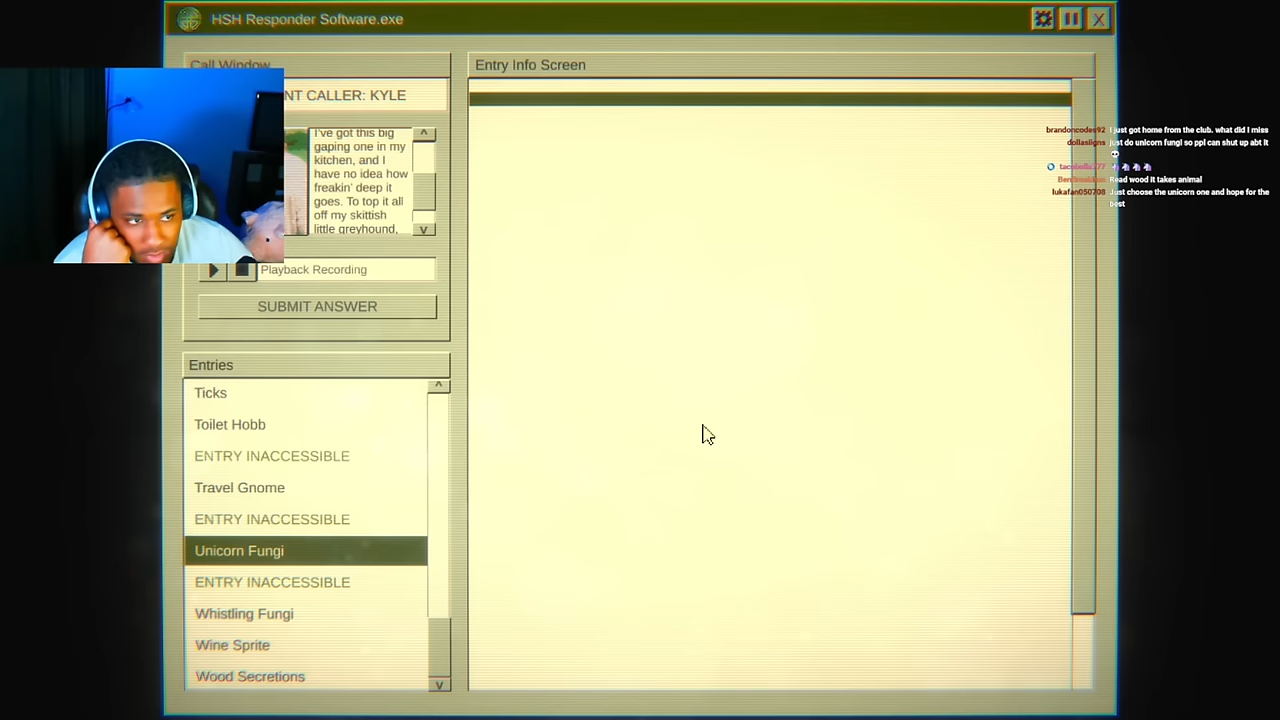 HSH Responder Software.exe
X
Call Window
NT CALLER: KYLE
I've got this big
gaping one in my
kitchen, and I
have no idea how
freakin' deep it
goes. To top it all
off my skittish
little greyhound,
Playback Recording
SUBMIT ANSWER
Entries
Ticks
Toilet Hobb
ENTRY INACCESSIBLE
Travel Gnome
ENTRY INACCESSIBLE
Unicorn Fungi
ENTRY INACCESSIBLE
Whistling Fungi
Wine Sprite
Wood Secretions
Entry Info Screen
brandoncodes92 I just got home from the club. what did I miss
dollasligns just do unicorn fungi so ppl can shut up abt it
Read wood it takes animal
lukafan050708 Just choose the unicorn one and hope for the
best